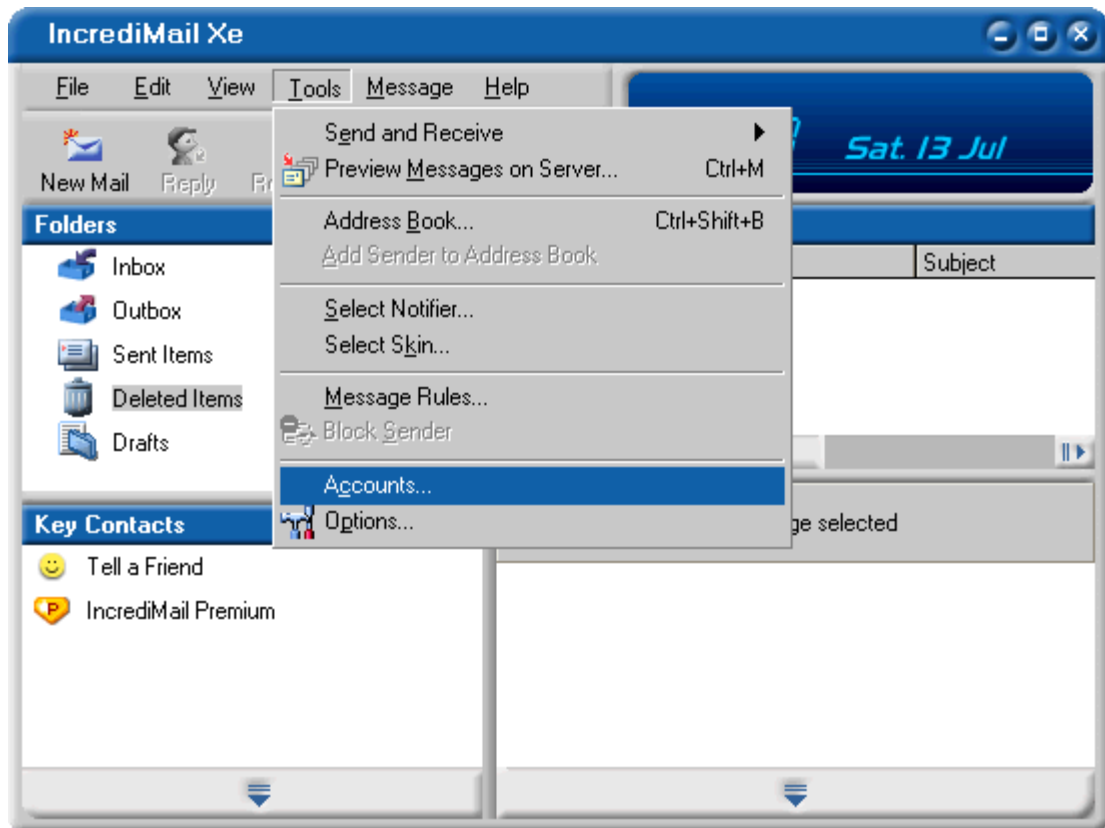 IncrediMail Xe
File Edit View Tools Message Help
Sat. 13 Jul
New Mail Reply
Send and Receive
Preview Messages on Server... Ctrl+M
Address Book... Ctrl+Shift+B
Add Sender to Address Book
Select Notifier...
Select Skin...
Message Rules...
Block Sender
Accounts...
Options...
Folders
Inbox
Outbox
Sent Items
Deleted Items
Drafts
Subject
selected
Key Contacts
Tell a Friend
P
IncrediMail Premium